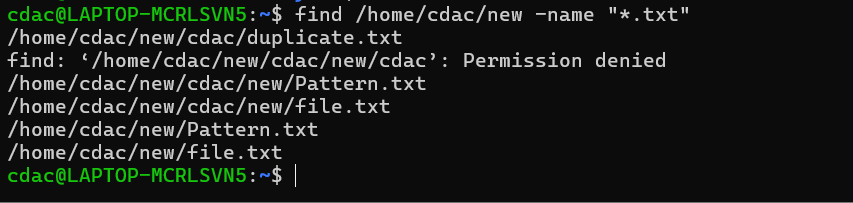 cdac@LAPTOP-MCRLSVN5:~$ find /home/cdac/new -name "*.txt"
/home/cdac/new/cdac/duplicate.txt
find: ‘/home/cdac/new/cdac/new/cdac’: Permission denied
/home/cdac/new/cdac/new/Pattern.txt
/home/cdac/new/cdac/new/file.txt
/home/cdac/new/Pattern.txt
/home/cdac/new/file.txt
cdac@LAPTOP-MCRLSVN5:~$